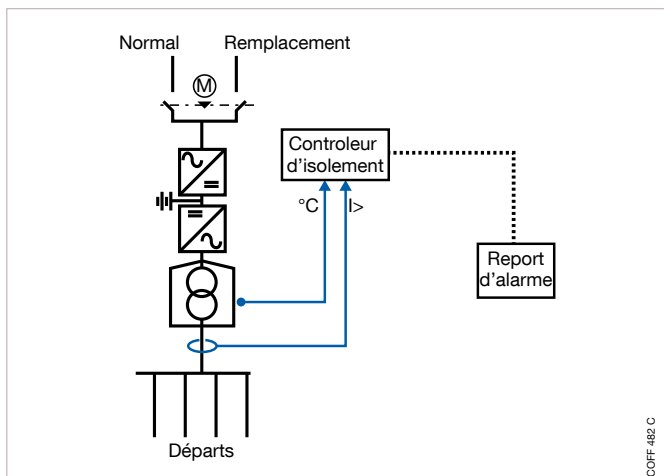 Normal
Remplacement
M
Controleur
d'isolement
°C
I>
Report
d'alarme
Départs
COFF 482 C